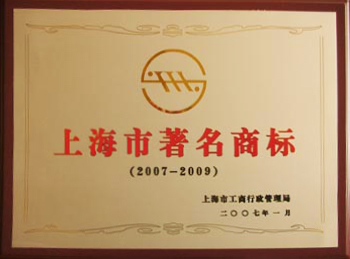 上海市著名商标
(2007-2009)
上海市工商行政管理局
二〇〇七年一月